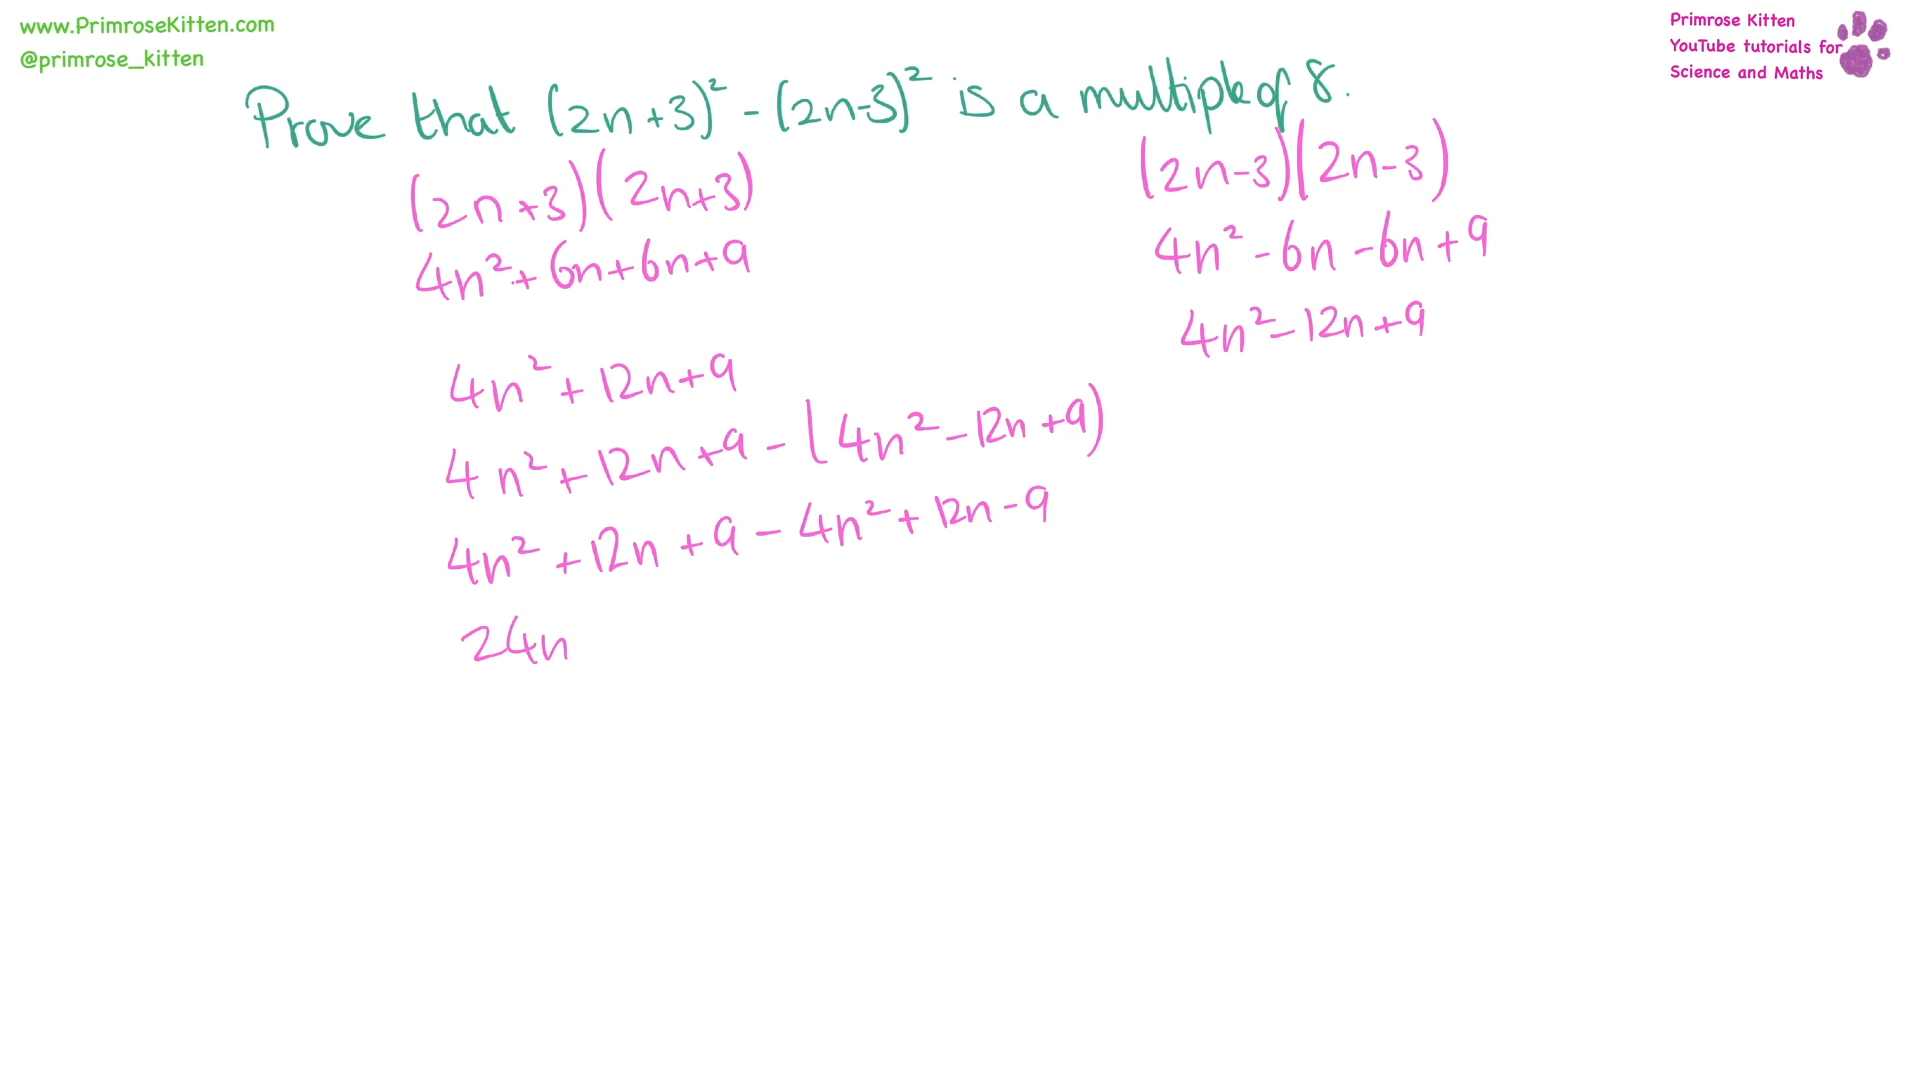 www.PrimroseKitten.com
@primrose_kitten
Primrose Kitten
YouTube tutorials for
Science and Maths
Prove that (2n+3)² - (2n-3)² is a multiple of 8.
(2n+3)(2n+3)
4n²+6n+6n+9
4n²+12n+9
(2n-3)(2n-3)
4n²-6n-6n+9
4n²-12n+9
4n²+12n+9-(4n²-12n+9)
4n²+12n+9-4n²+12n-9
24n